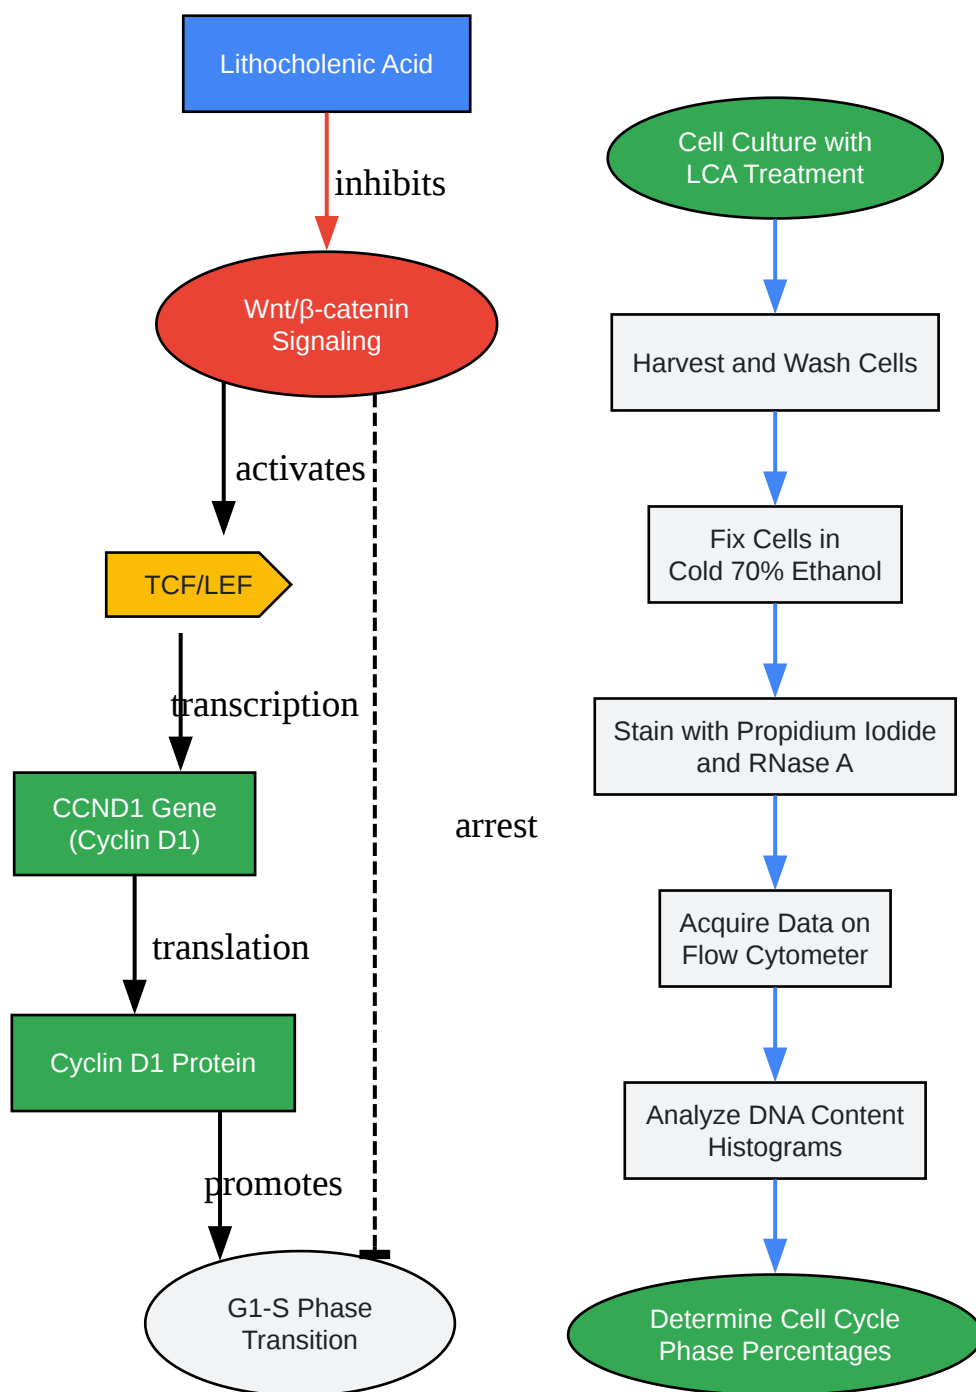 Lithocholenic Acid
inhibits
Wnt/β-catenin
Signaling
activates
TCF/LEF
transcription
CCND1 Gene
(Cyclin D1)
translation
Cyclin D1 Protein
promotes
arrest
G1-S Phase
Transition
Cell Culture with
LCA Treatment
Harvest and Wash Cells
Fix Cells in
Cold 70% Ethanol
Stain with Propidium Iodide
and RNase A
Acquire Data on
Flow Cytometer
Analyze DNA Content
Histograms
Determine Cell Cycle
Phase Percentages